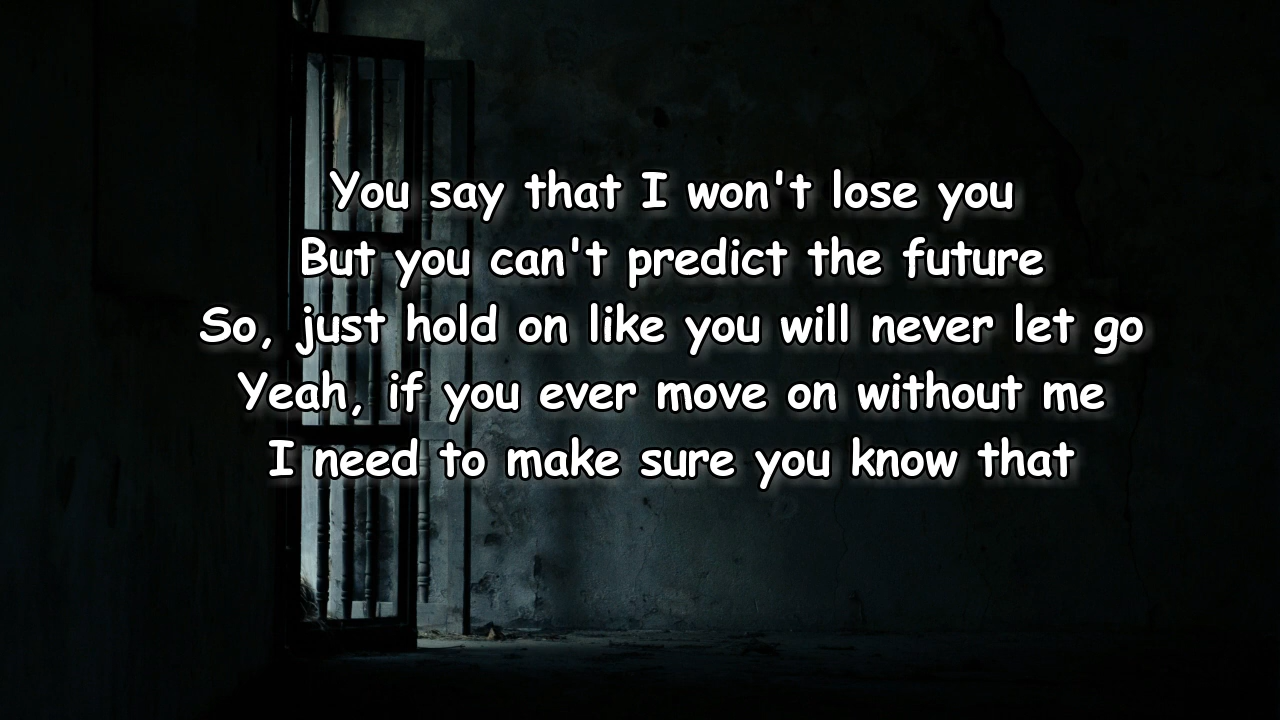 You say that I won't lose you
But you can't predict the future
So, just hold on like you will never let go
Yeah, if you ever move on without me
I need to make sure you know that